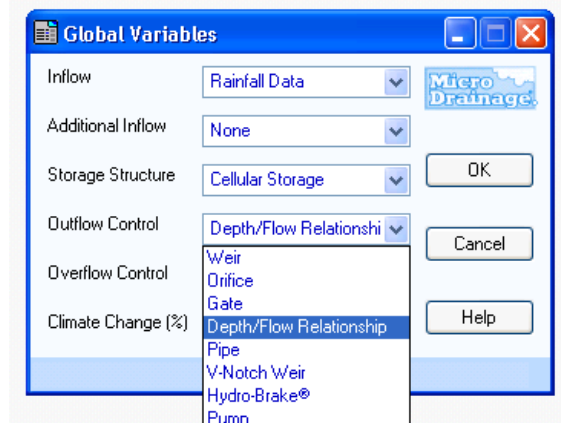 Global Variables
Inflow
Rainfall Data
Micro Drainage.
Additional Inflow
None
Storage Structure
Cellular Storage
OK
Outflow Control
Depth/Flow Relationshi
Cancel
Weir
Overflow Control
Orifice
Gate
Climate Change (%)
Depth/Flow Relationship
Help
Pipe
V-Notch Weir
Hydro-Brake®
Pump